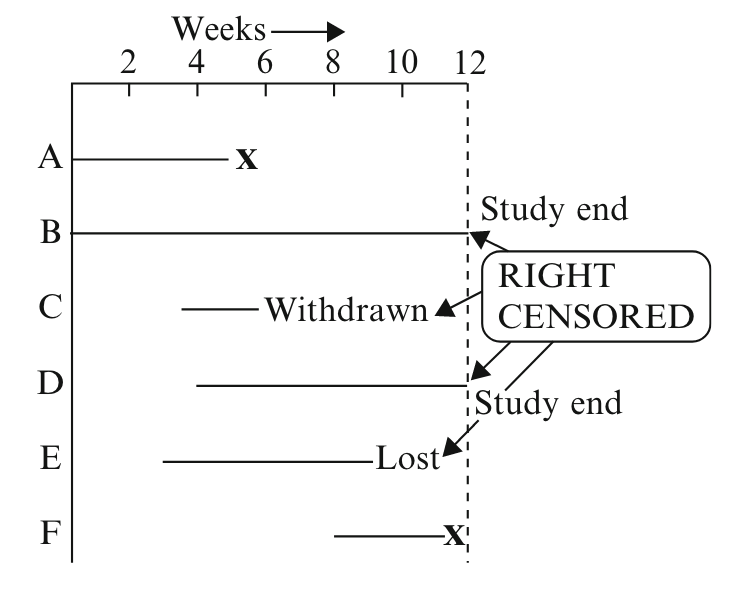 Weeks
2 4 6 8 10 12
A x
Study end
B
RIGHT
CENSORED
C Withdrawn
D
Study end
E Lost
F x